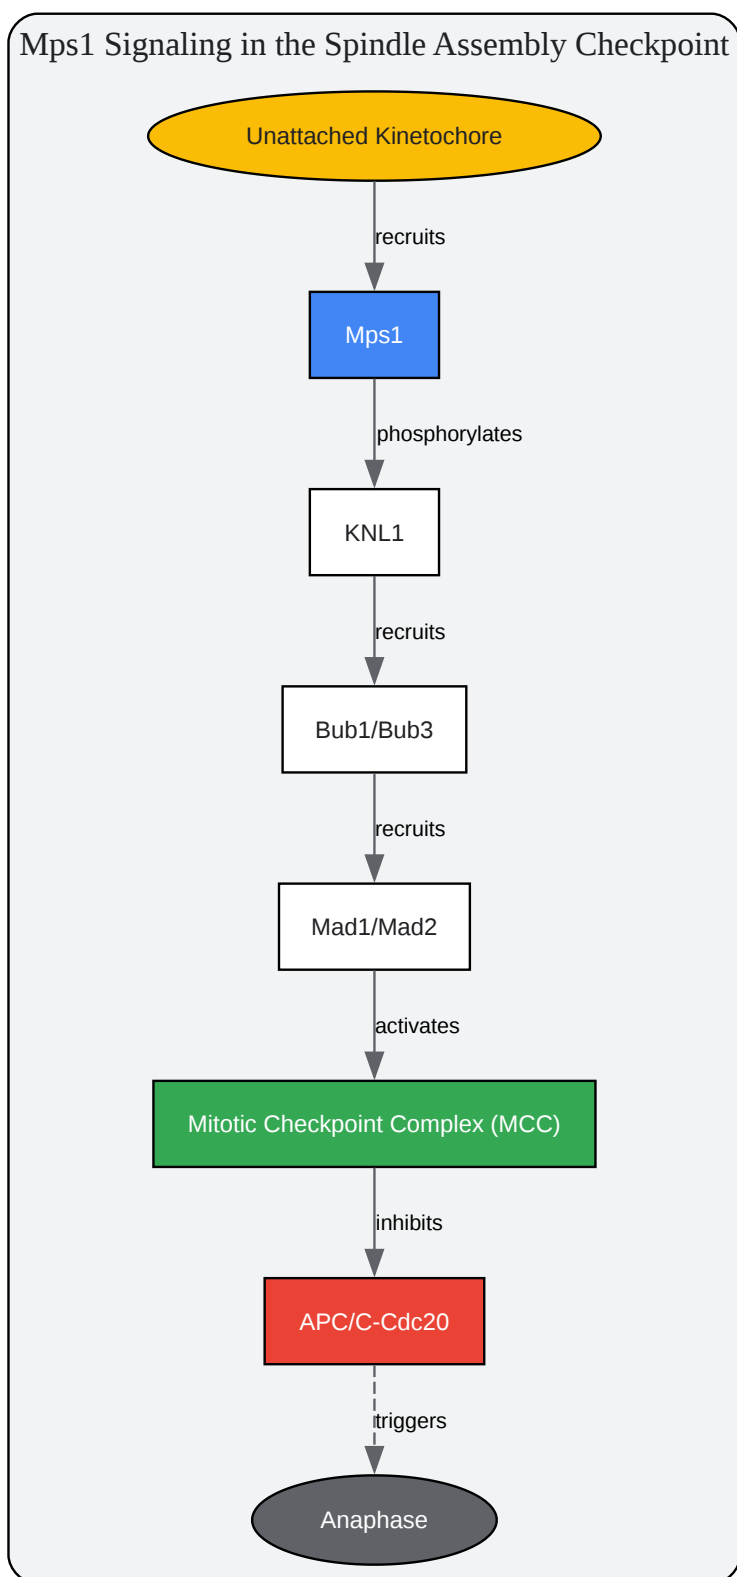 Mps1 Signaling in the Spindle Assembly Checkpoint
Unattached Kinetochore
recruits
Mps1
phosphorylates
KNL1
recruits
Bub1/Bub3
recruits
Mad1/Mad2
activates
Mitotic Checkpoint Complex (MCC)
inhibits
APC/C-Cdc20
triggers
Anaphase